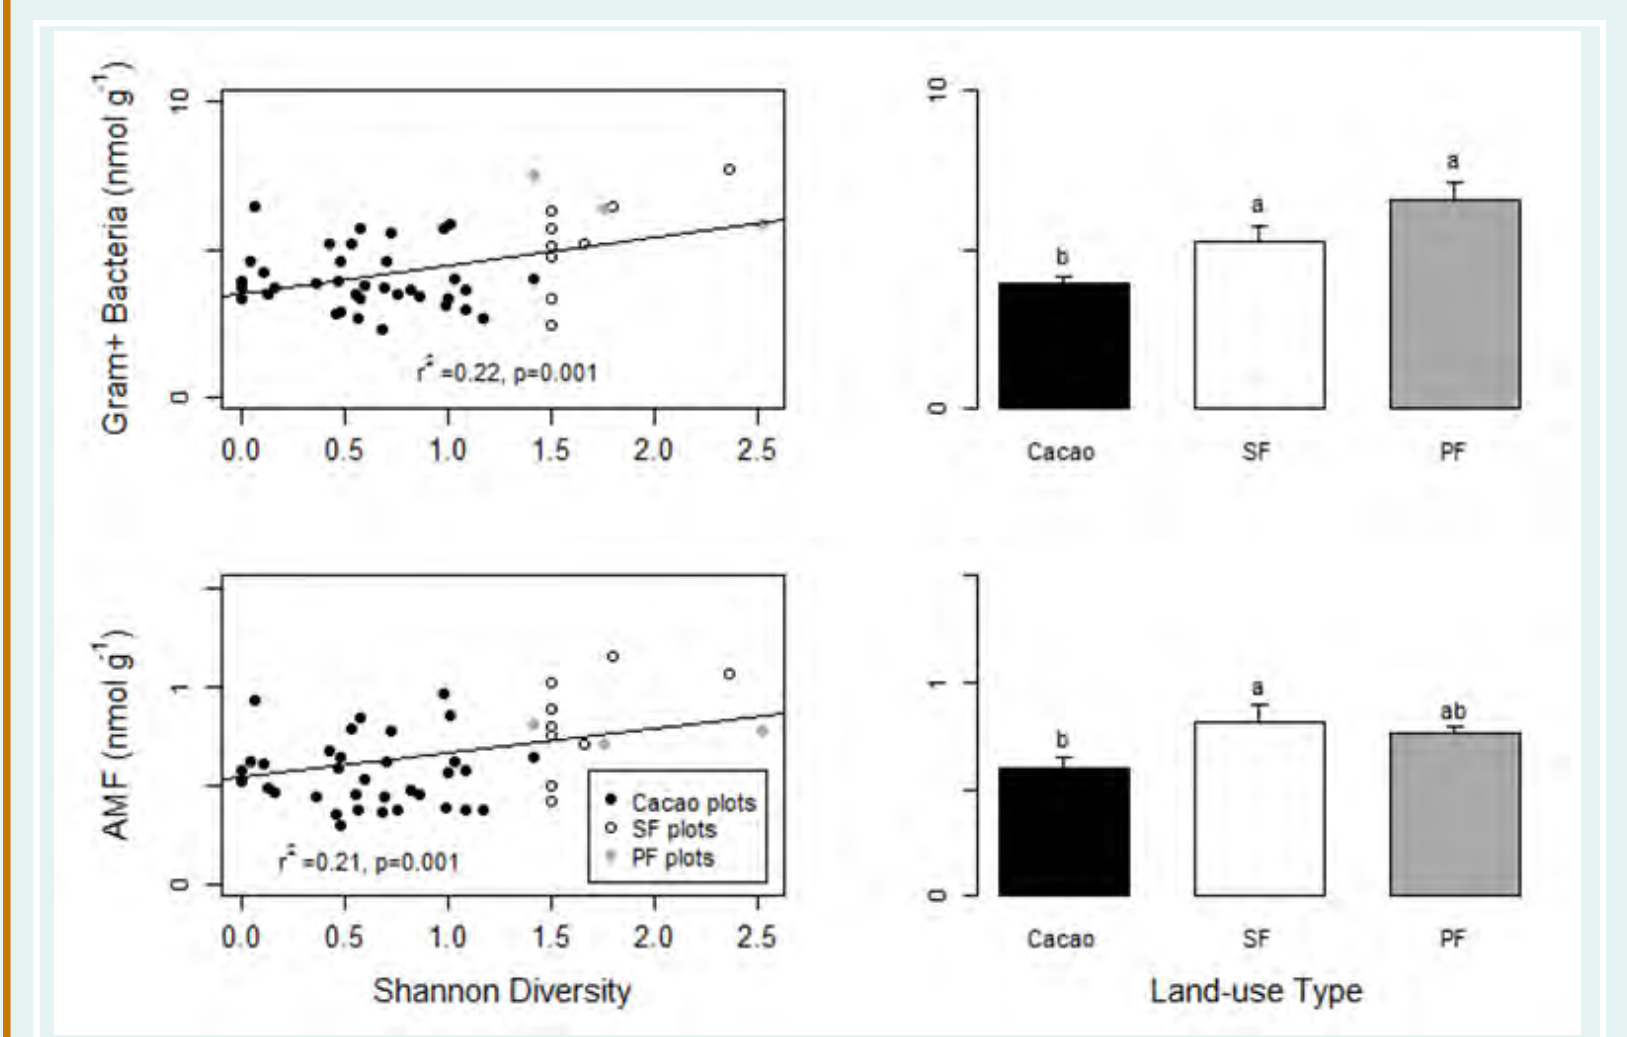 Gram+ Bacteria (nmol g⁻¹)
10
0
r²=0.22, p=0.001
0.0 0.5 1.0 1.5 2.0 2.5
10
0
b
a
a
Cacao SF PF
AMF (nmol g⁻¹)
1
0
Cacao plots
SF plots
PF plots
r²=0.21, p=0.001
0.0 0.5 1.0 1.5 2.0 2.5
Shannon Diversity
1
0
b
a
ab
Cacao SF PF
Land-use Type